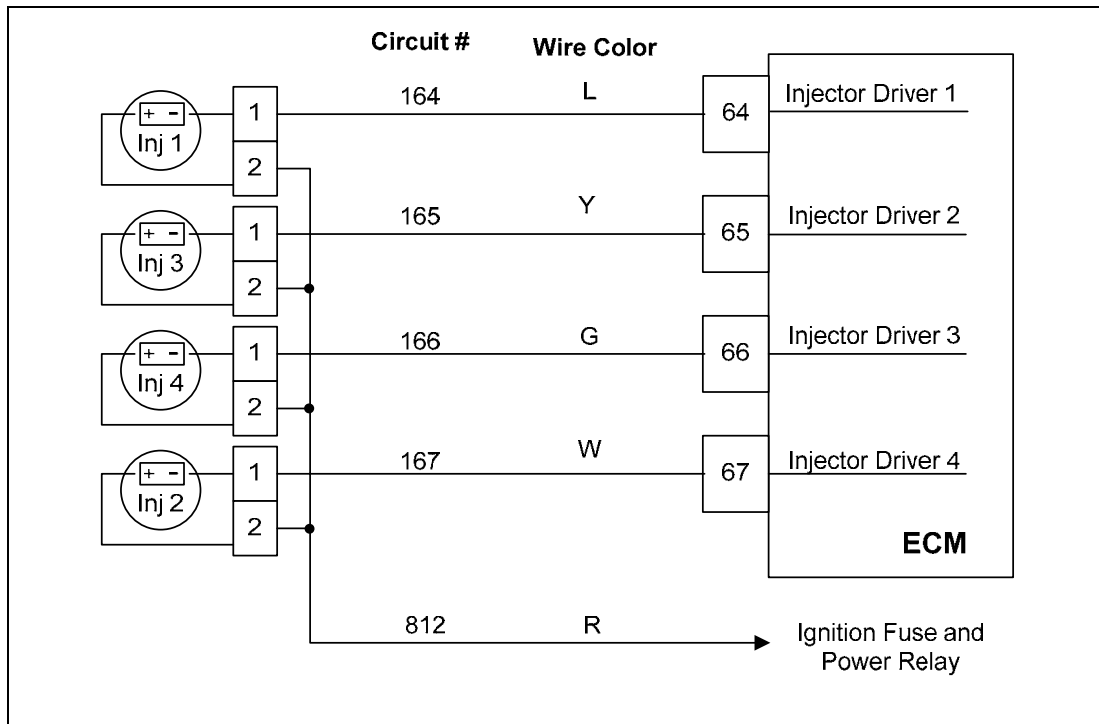 Circuit # Wire Color
+ - Inj 1 1 164 L 64 Injector Driver 1
2
+ - Inj 3 1 165 Y 65 Injector Driver 2
2
+ - Inj 4 1 166 G 66 Injector Driver 3
2
+ - Inj 2 1 167 W 67 Injector Driver 4
2
ECM
812 R Ignition Fuse and
Power Relay